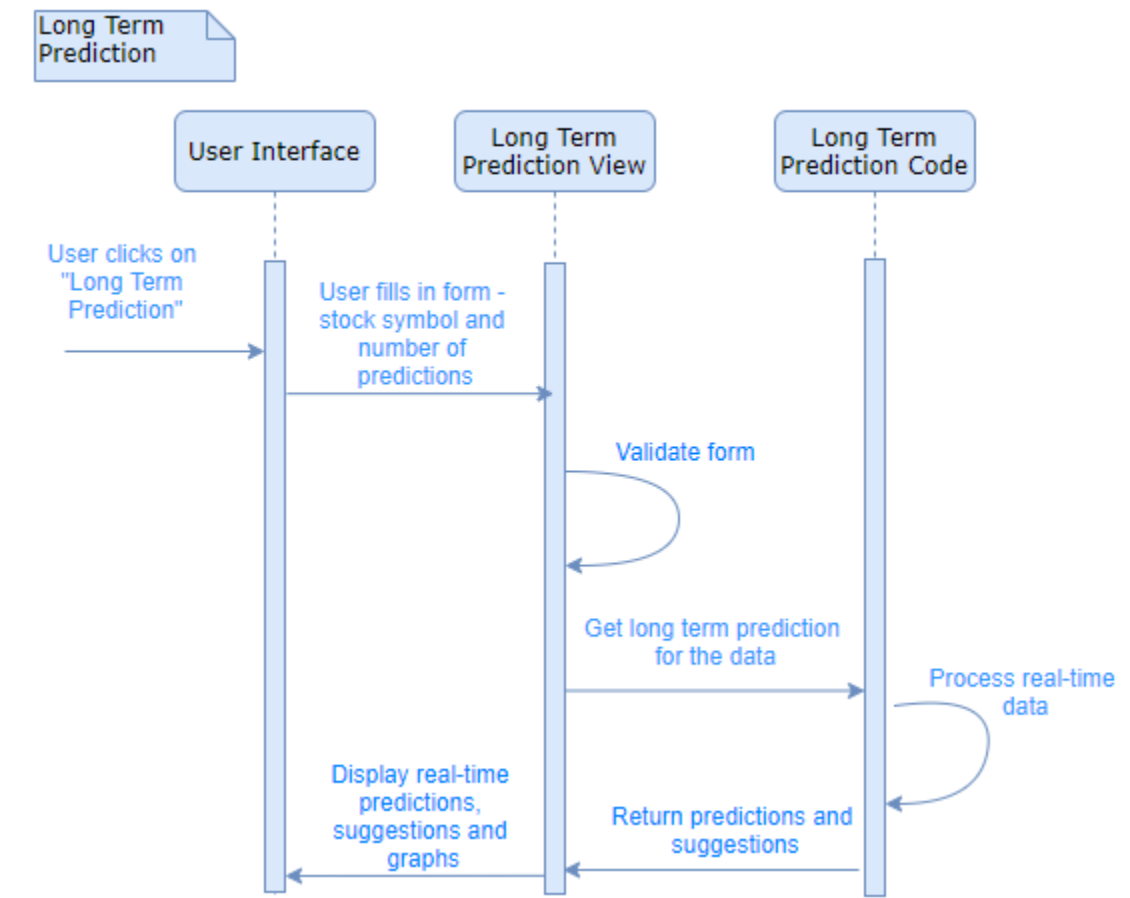 Long Term
Prediction
User Interface
Long Term
Prediction View
Long Term
Prediction Code
User clicks on
"Long Term
Prediction"
User fills in form -
stock symbol and
number of
predictions
Validate form
Get long term prediction
for the data
Process real-time
data
Display real-time
predictions,
suggestions and
graphs
Return predictions and
suggestions